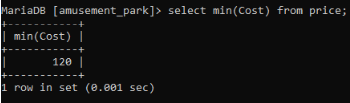 MariaDB [amusement_park]> select min(Cost) from price;
+-----------+
| min(Cost) |
+-----------+
|       120 |
+-----------+
1 row in set (0.001 sec)